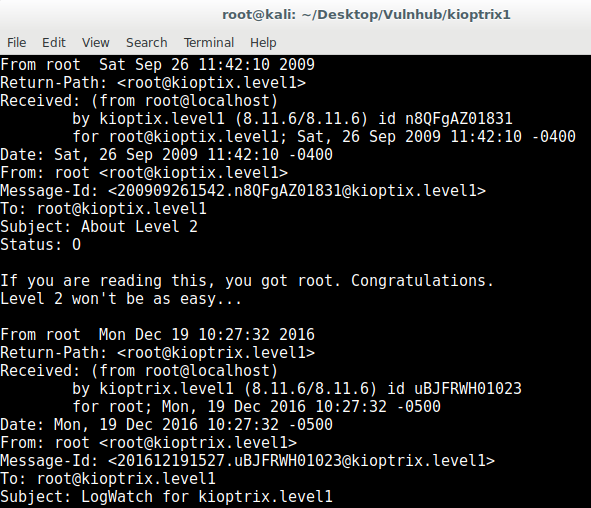 root@kali: ~/Desktop/Vulnhub/kioptrix1
File Edit View Search Terminal Help
From root  Sat Sep 26 11:42:10 2009
Return-Path: <root@kioptix.level1>
Received: (from root@localhost)
        by kioptix.level1 (8.11.6/8.11.6) id n8QFgAZ01831
        for root@kioptix.level1; Sat, 26 Sep 2009 11:42:10 -0400
Date: Sat, 26 Sep 2009 11:42:10 -0400
From: root <root@kioptix.level1>
Message-Id: <200909261542.n8QFgAZ01831@kioptix.level1>
To: root@kioptix.level1
Subject: About Level 2
Status: O

If you are reading this, you got root. Congratulations.
Level 2 won't be as easy...

From root  Mon Dec 19 10:27:32 2016
Return-Path: <root@kioptrix.level1>
Received: (from root@localhost)
        by kioptrix.level1 (8.11.6/8.11.6) id uBJFRWH01023
        for root; Mon, 19 Dec 2016 10:27:32 -0500
Date: Mon, 19 Dec 2016 10:27:32 -0500
From: root <root@kioptrix.level1>
Message-Id: <201612191527.uBJFRWH01023@kioptrix.level1>
To: root@kioptrix.level1
Subject: LogWatch for kioptrix.level1